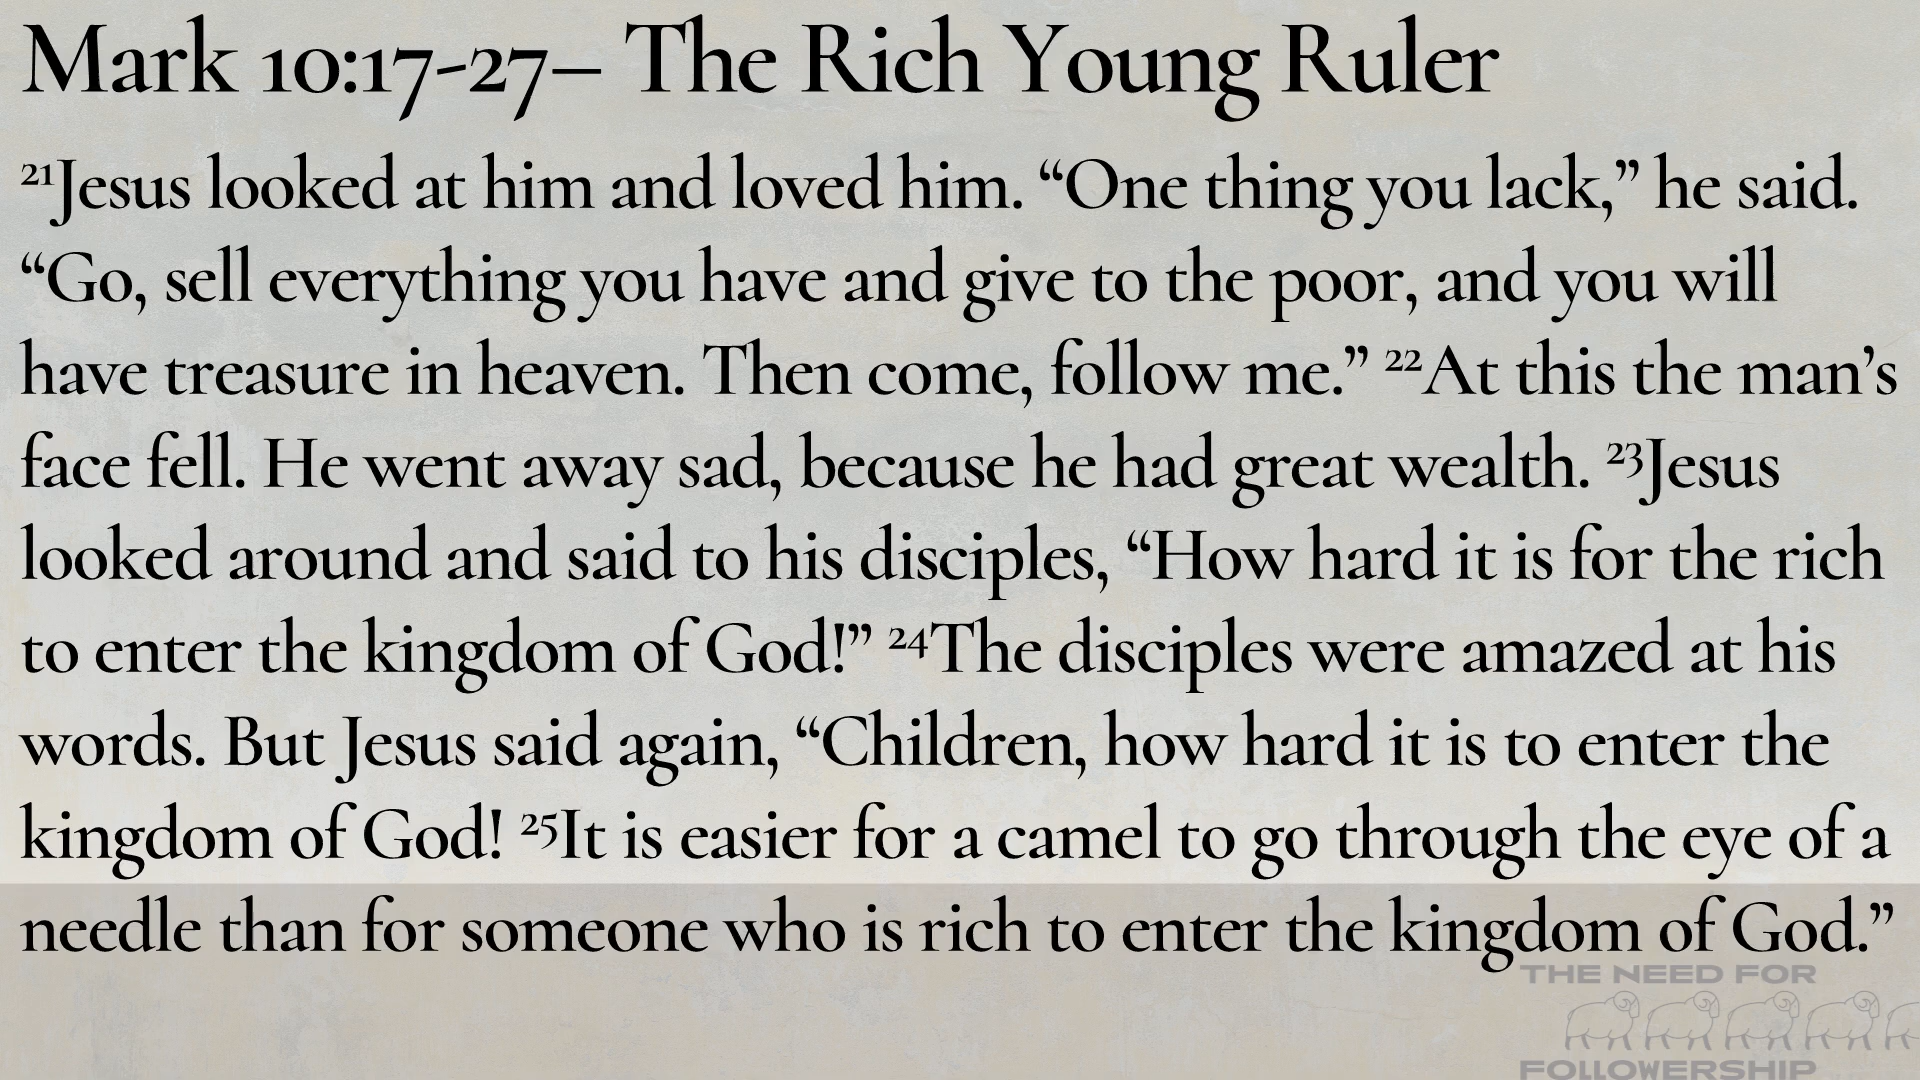 Mark 10:17-27– The Rich Young Ruler
21Jesus looked at him and loved him. “One thing you lack,” he said.
“Go, sell everything you have and give to the poor, and you will
have treasure in heaven. Then come, follow me.” 22At this the man’s
face fell. He went away sad, because he had great wealth. 23Jesus
looked around and said to his disciples, “How hard it is for the rich
to enter the kingdom of God!” 24The disciples were amazed at his
words. But Jesus said again, “Children, how hard it is to enter the
kingdom of God! 25It is easier for a camel to go through the eye of a
needle than for someone who is rich to enter the kingdom of God.”
THE NEED FOR
FOLLOWERSHIP